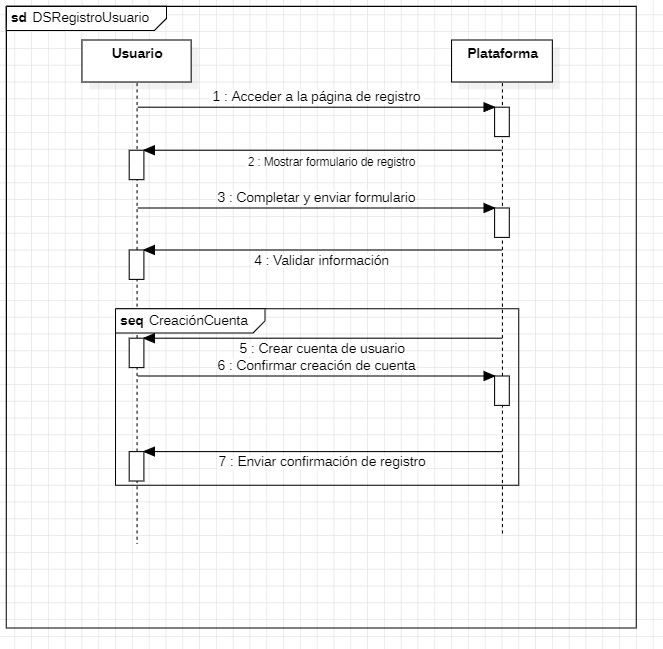 sd DSRegistroUsuario
Usuario
Plataforma
1 : Acceder a la página de registro
2 : Mostrar formulario de registro
3 : Completar y enviar formulario
4 : Validar información
seq CreaciónCuenta
5 : Crear cuenta de usuario
6 : Confirmar creación de cuenta
7 : Enviar confirmación de registro